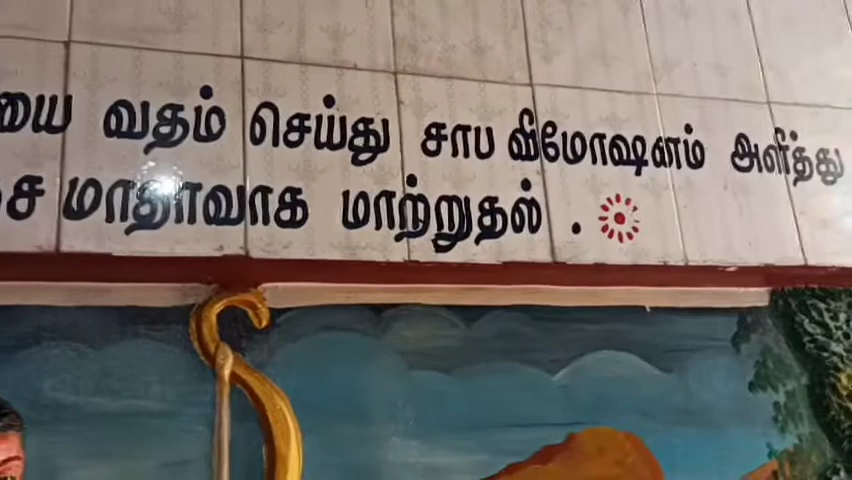 வதம் செய்து சாப விமோஷனம் அளித்து
மாதாவாக மாற்றுதல் .